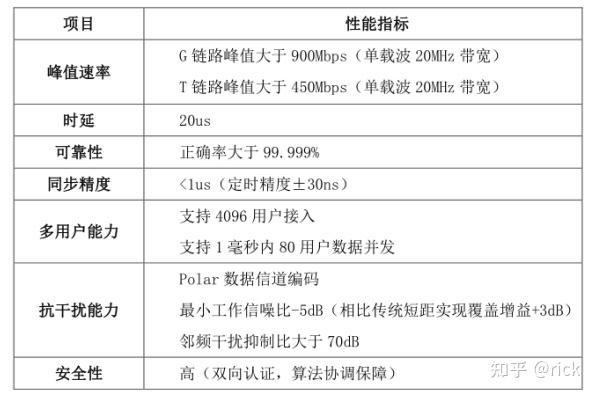 项目 性能指标
峰值速率 G 链路峰值大于 900Mbps（单载波 20MHz 带宽）
T 链路峰值大于 450Mbps（单载波 20MHz 带宽）
时延 20us
可靠性 正确率大于 99.999%
同步精度 <1us（定时精度±30ns）
多用户能力 支持 4096 用户接入
支持 1 毫秒内 80 用户数据并发
抗干扰能力 Polar 数据信道编码
最小工作信噪比-5dB（相比传统短距实现覆盖增益+3dB）
邻频干扰抑制比大于 70dB
安全性 高（双向认证，算法协调保障）
知乎 @rick